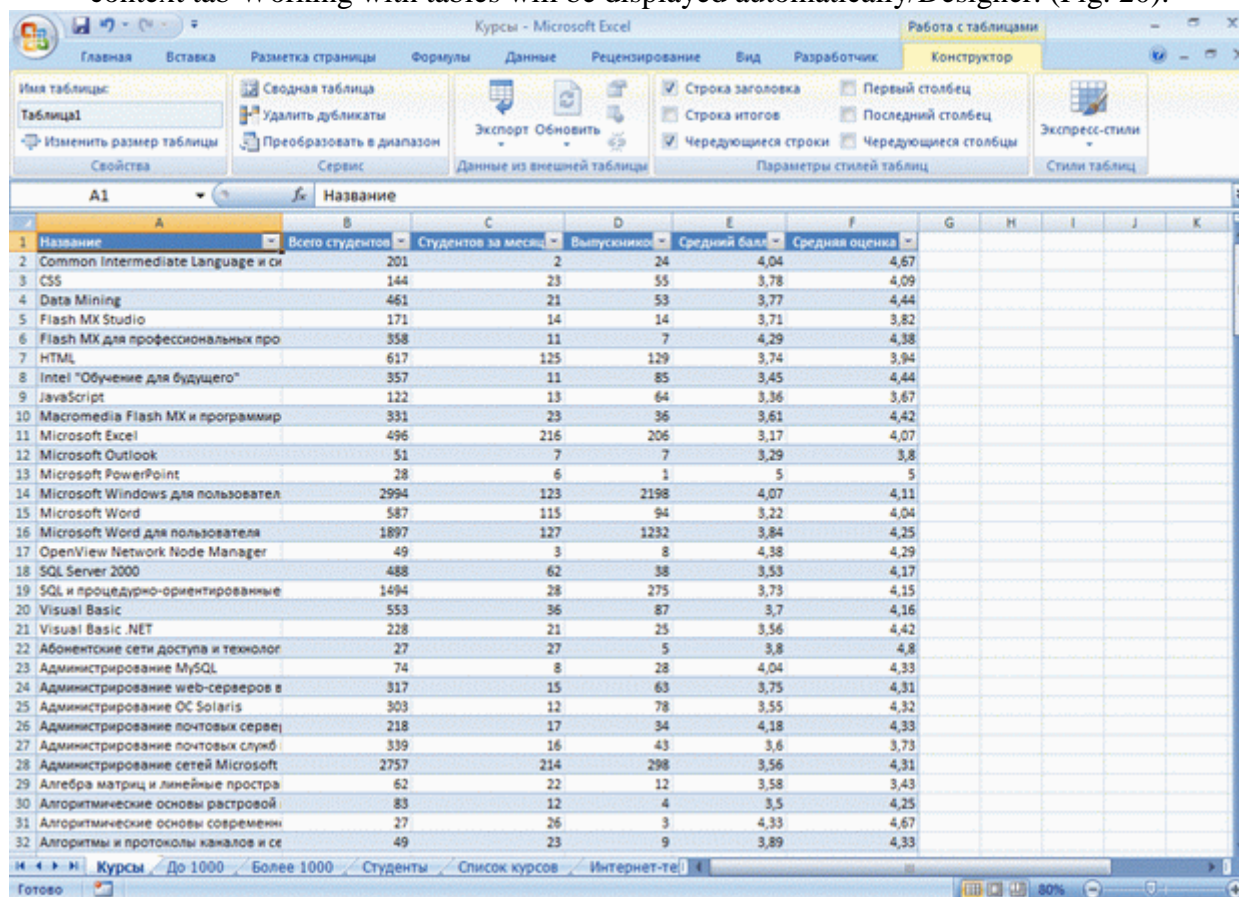 context tab Working with tables will be displayed automatically/Designer. (Fig. 20).
Курсы - Microsoft Excel
Работа с таблицами
Главная Вставка Разметка страницы Формулы Данные Рецензирование Вид Разработчик Конструктор
Имя таблицы: Сводная таблица Строка заголовка Первый столбец
Таблица1 Удалить дубликаты Экспорт Обновить Строка итогов Последний столбец Экспресс-стили
Изменить размер таблицы Преобразовать в диапазон Чередующиеся строки Чередующиеся столбцы
Свойства Сервис Данные из внешней таблицы Параметры стилей таблиц Стили таблиц
A1 fx Название
A B C D E F G H I J K
1 Название Всего студентов Студентов за месяц Выпускнико Средний балл Средняя оценка
2 Common Intermediate Language и си 201 2 24 4,04 4,67
3 CSS 144 23 55 3,78 4,09
4 Data Mining 461 21 53 3,77 4,44
5 Flash MX Studio 171 14 14 3,71 3,82
6 Flash MX для профессиональных про 358 11 7 4,29 4,38
7 HTML 617 125 129 3,74 3,94
8 Intel "Обучение для будущего" 357 11 85 3,45 4,44
9 JavaScript 122 13 64 3,36 3,67
10 Macromedia Flash MX и программир 331 23 36 3,61 4,42
11 Microsoft Excel 496 216 206 3,17 4,07
12 Microsoft Outlook 51 7 7 3,29 3,8
13 Microsoft PowerPoint 28 6 1 5 5
14 Microsoft Windows для пользовател 2994 123 2198 4,07 4,11
15 Microsoft Word 587 115 94 3,22 4,04
16 Microsoft Word для пользователя 1897 127 1232 3,84 4,25
17 OpenView Network Node Manager 49 3 8 4,38 4,29
18 SQL Server 2000 488 62 38 3,53 4,17
19 SQL и процедурно-ориентированные 1494 28 275 3,73 4,15
20 Visual Basic 553 36 87 3,7 4,16
21 Visual Basic .NET 228 21 25 3,56 4,42
22 Абонентские сети доступа и технолог 27 27 5 3,8 4,8
23 Администрирование MySQL 74 8 28 4,04 4,33
24 Администрирование web-серверов в 317 15 63 3,75 4,31
25 Администрирование ОС Solaris 303 12 78 3,55 4,32
26 Администрирование почтовых сервер 218 17 34 4,18 4,33
27 Администрирование почтовых служб 339 16 43 3,6 3,73
28 Администрирование сетей Microsoft 2757 214 298 3,56 4,31
29 Алгебра матриц и линейные простра 62 22 12 3,58 3,43
30 Алгоритмические основы растровой 83 12 4 3,5 4,25
31 Алгоритмические основы современн 27 26 3 4,33 4,67
32 Алгоритмы и протоколы каналов и се 49 23 9 3,89 4,33
Курсы До 1000 Более 1000 Студенты Список курсов Интернет-те
Готово 80%